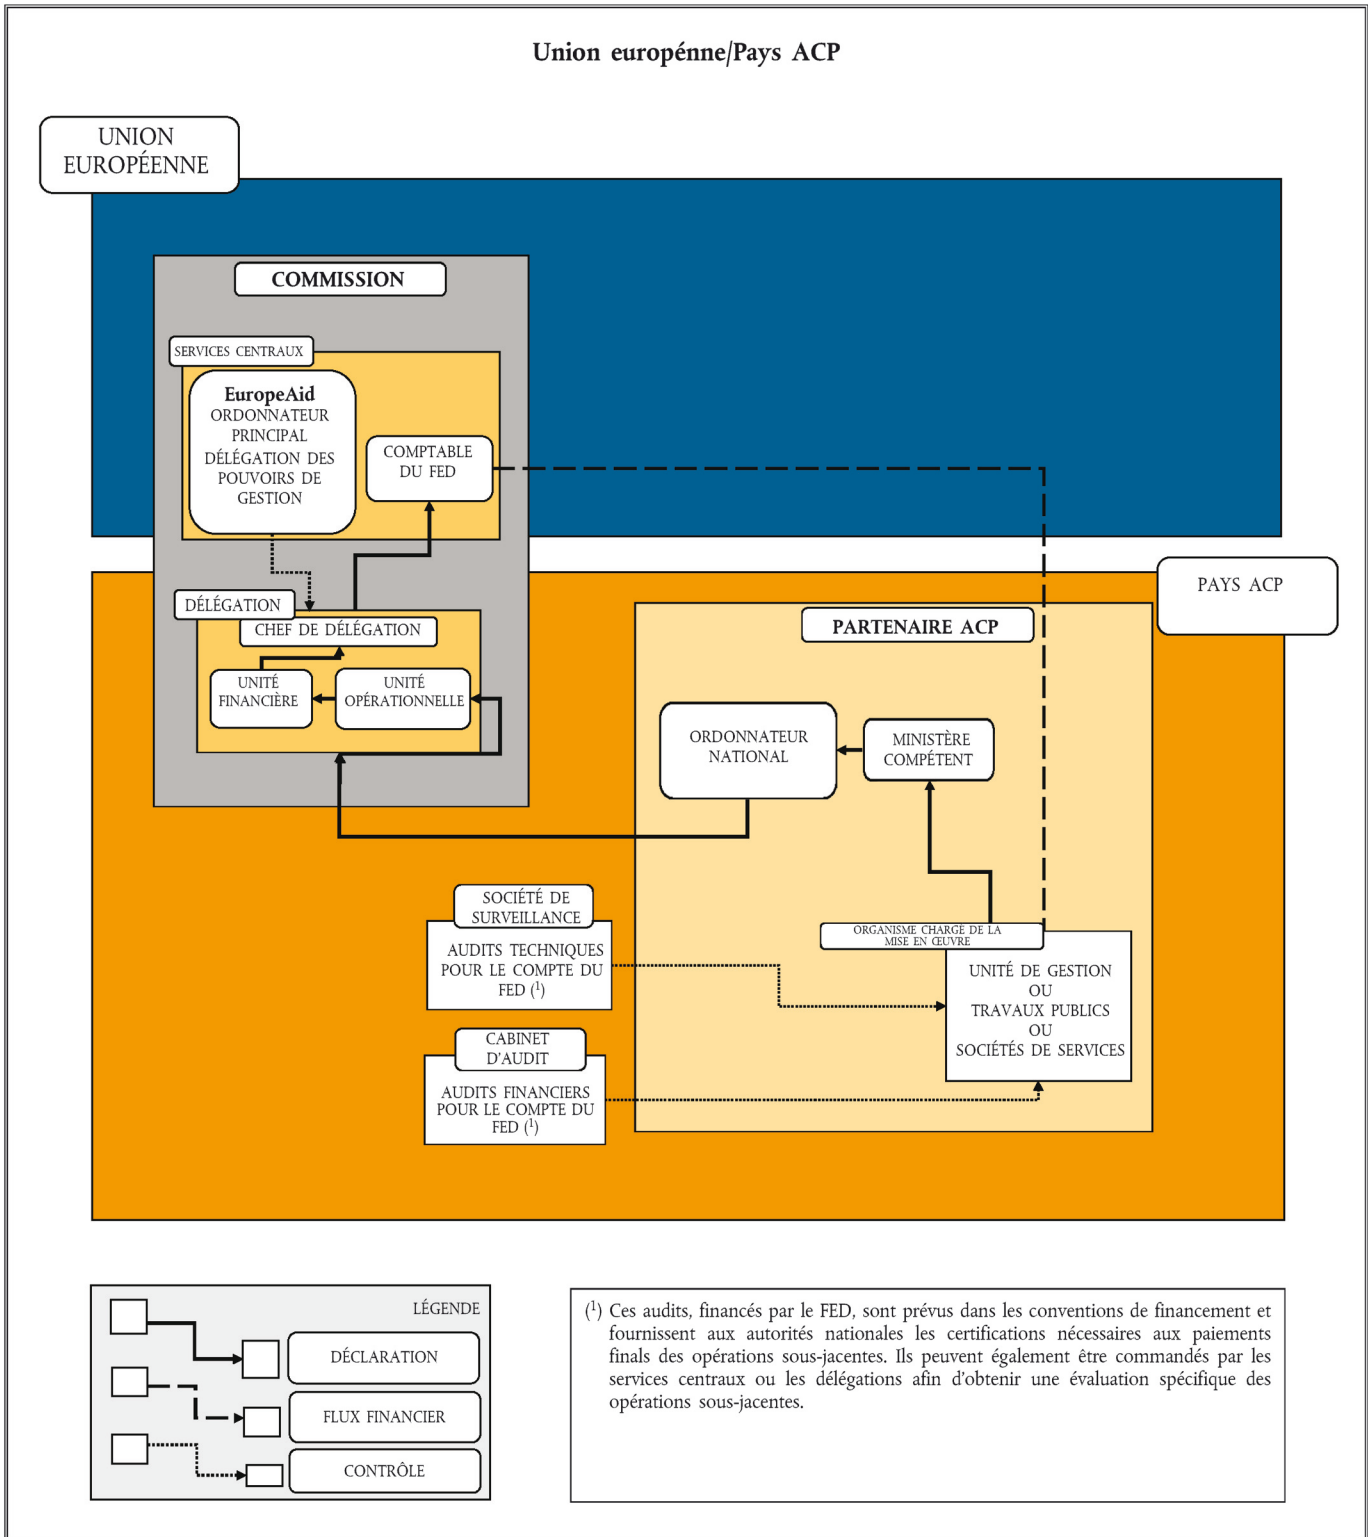 Union europénne/Pays ACP
UNION
EUROPÉENNE
COMMISSION
SERVICES CENTRAUX
EuropeAid
ORDONNATEUR
PRINCIPAL
DÉLÉGATION DES
POUVOIRS DE
GESTION
COMPTABLE
DU FED
PAYS ACP
DÉLÉGATION
CHEF DE DÉLÉGATION
UNITÉ
FINANCIÈRE
UNITÉ
OPÉRATIONNELLE
PARTENAIRE ACP
ORDONNATEUR
NATIONAL
MINISTÈRE
COMPÉTENT
SOCIÉTÉ DE
SURVEILLANCE
AUDITS TECHNIQUES
POUR LE COMPTE DU
FED (¹)
ORGANISME CHARGÉ DE LA
MISE EN ŒUVRE
UNITÉ DE GESTION
OU
TRAVAUX PUBLICS
OU
SOCIÉTÉS DE SERVICES
CABINET
D'AUDIT
AUDITS FINANCIERS
POUR LE COMPTE DU
FED (¹)
LÉGENDE
DÉCLARATION
FLUX FINANCIER
CONTRÔLE
(¹) Ces audits, financés par le FED, sont prévus dans les conventions de financement et
fournissent aux autorités nationales les certifications nécessaires aux paiements
finals des opérations sous-jacentes. Ils peuvent également être commandés par les
services centraux ou les délégations afin d'obtenir une évaluation spécifique des
opérations sous-jacentes.